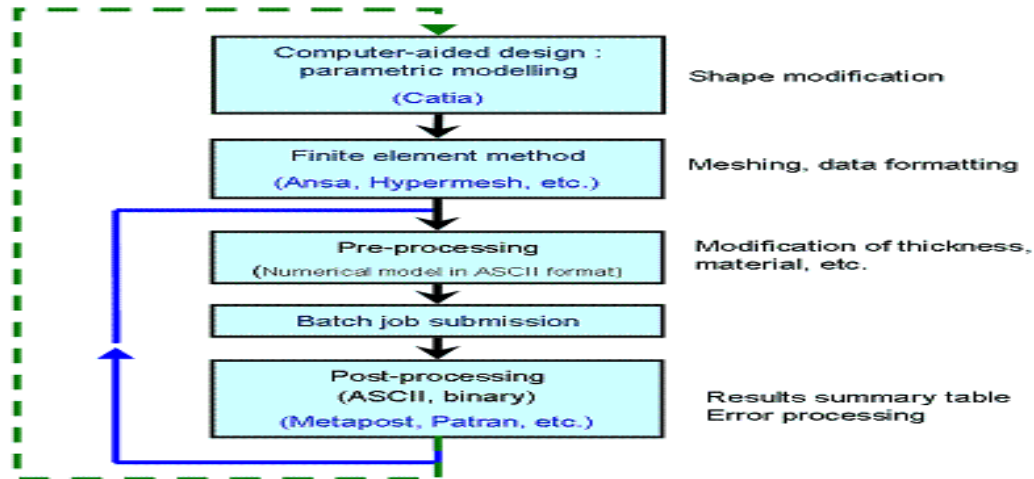 Computer-aided design :
parametric modelling
(Catia)
Shape modification
Finite element method
(Ansa, Hypermesh, etc.)
Meshing, data formatting
Pre-processing
(Numerical model in ASCII format)
Modification of thickness,
material, etc.
Batch job submission
Post-processing
(ASCII, binary)
(Metapost, Patran, etc.)
Results summary table
Error processing